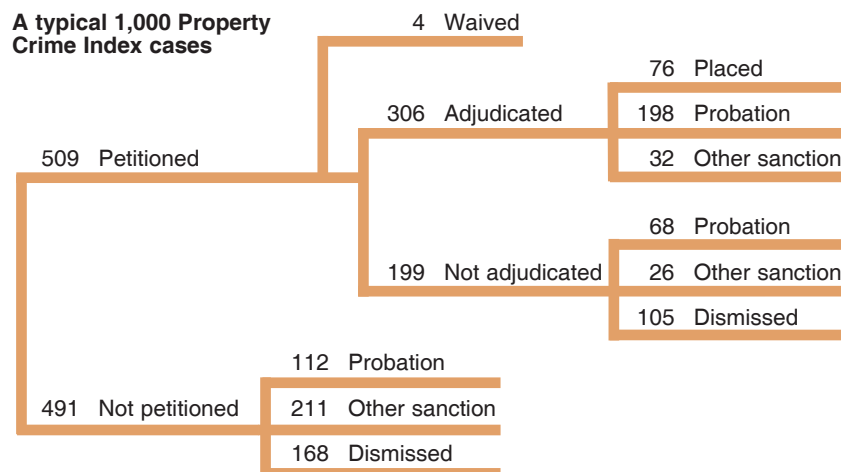 A typical 1,000 Property
Crime Index cases
4 Waived
76 Placed
306 Adjudicated
198 Probation
509 Petitioned
32 Other sanction
68 Probation
199 Not adjudicated
26 Other sanction
105 Dismissed
112 Probation
491 Not petitioned
211 Other sanction
168 Dismissed